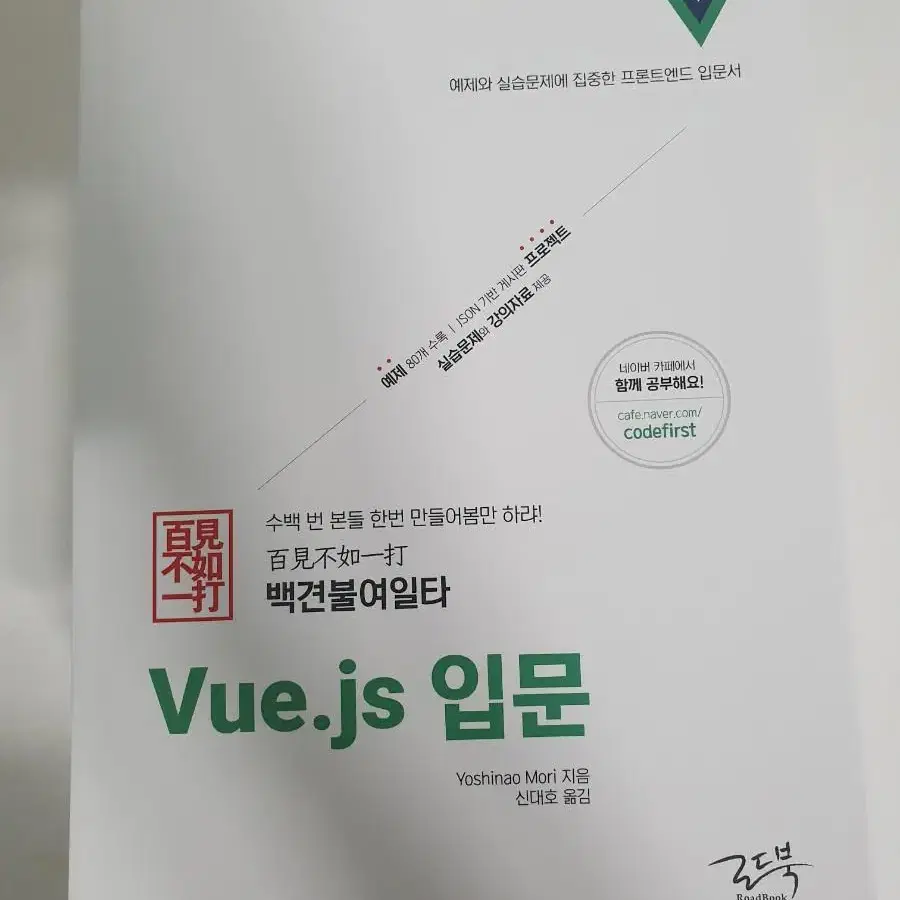 예제와 실습문제에 집중한 프론트엔드 입문서
예제 80개 수록 | JSON 기반 게시판 프로젝트
실습문제와 강의자료 제공
네이버 카페에서
함께 공부해요!
cafe.naver.com/
codefirst
百見
不如
一打
수백 번 본들 한번 만들어봄만 하랴!
百見不如一打
백견불여일타
Vue.js 입문
Yoshinao Mori 지음
신대호 옮김
로드북
RoadBook